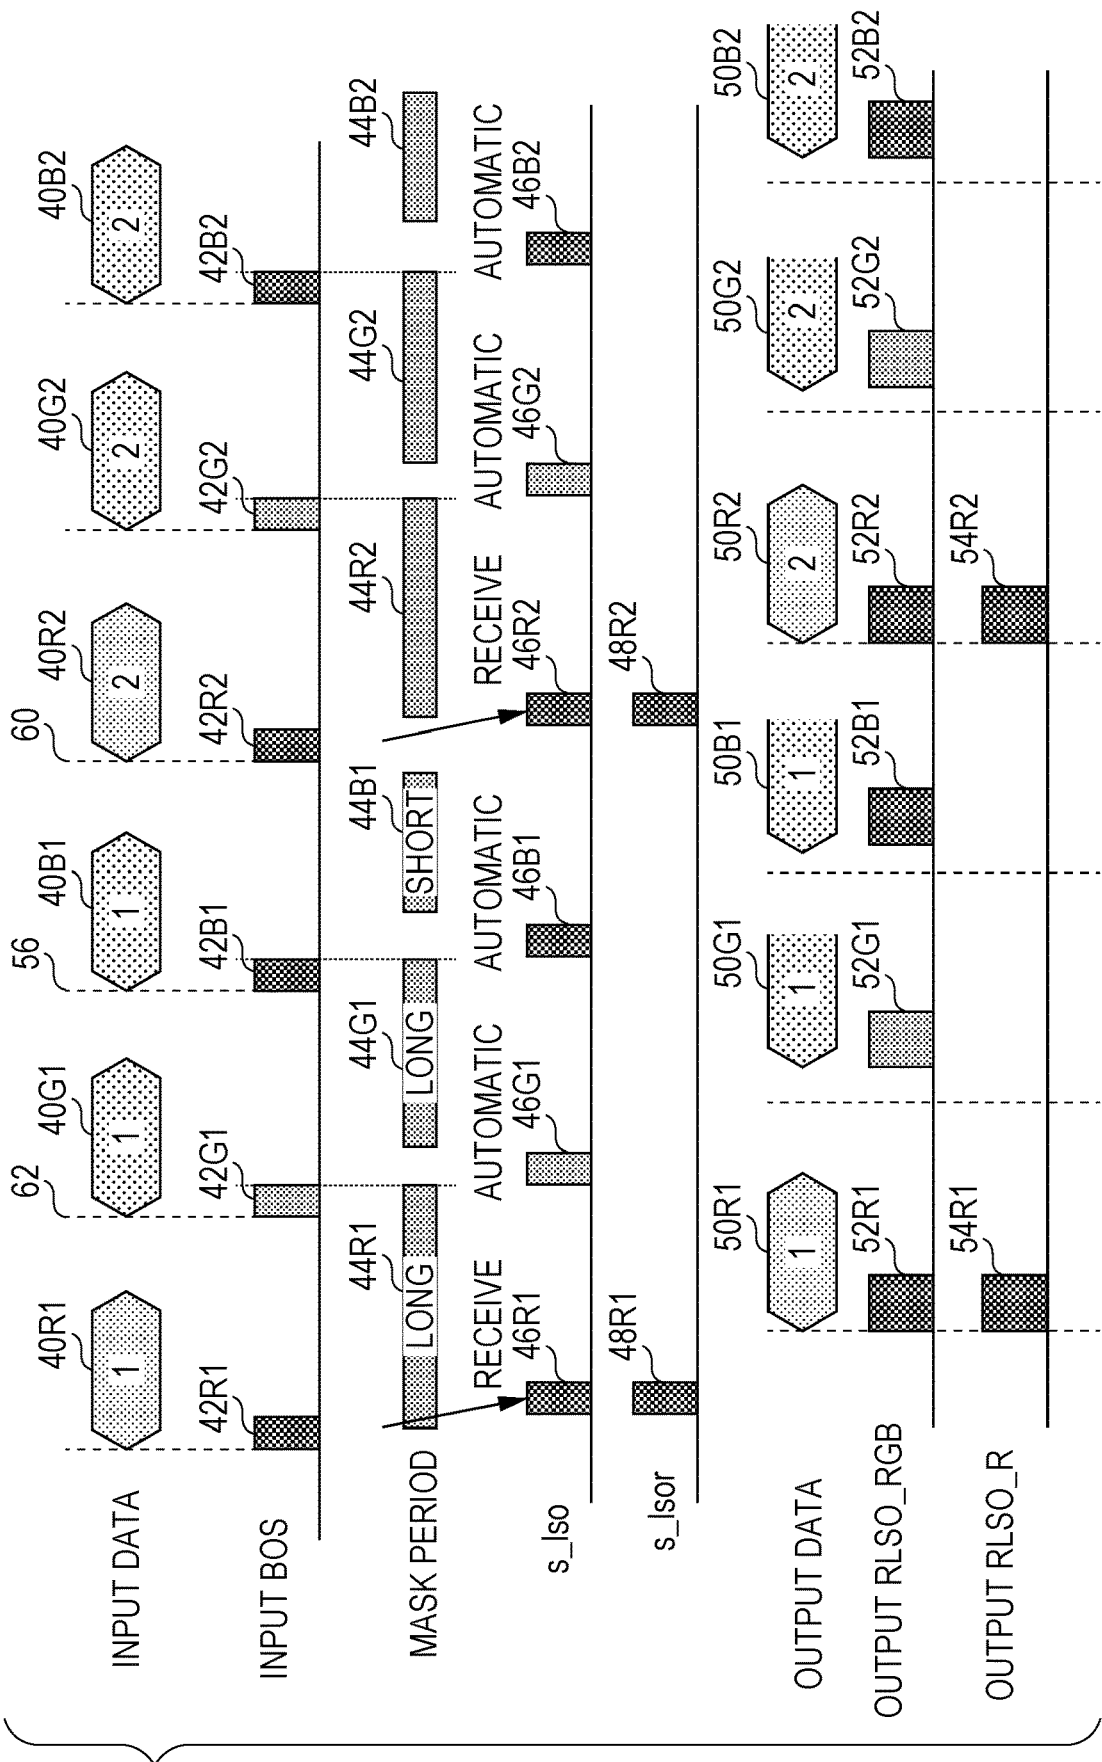 INPUT DATA 40R1 1 62 40G1 1 56 40B1 1 60 40R2 2 40G2 2 40B2 2
INPUT BOS 42R1 42G1 42B1 42R2 42G2 42B2
MASK PERIOD LONG 44R1 LONG 44G1 SHORT 44B1 44R2 44G2 44B2
RECEIVE AUTOMATIC AUTOMATIC RECEIVE AUTOMATIC AUTOMATIC
s_lso 46R1 46G1 46B1 46R2 46G2 46B2
s_lsor 48R1 48R2
OUTPUT DATA 50R1 1 50G1 1 50B1 1 50R2 2 50G2 2 50B2 2
OUTPUT RLSO_RGB 52R1 52G1 52B1 52R2 52G2 52B2
OUTPUT RLSO_R 54R1 54R2